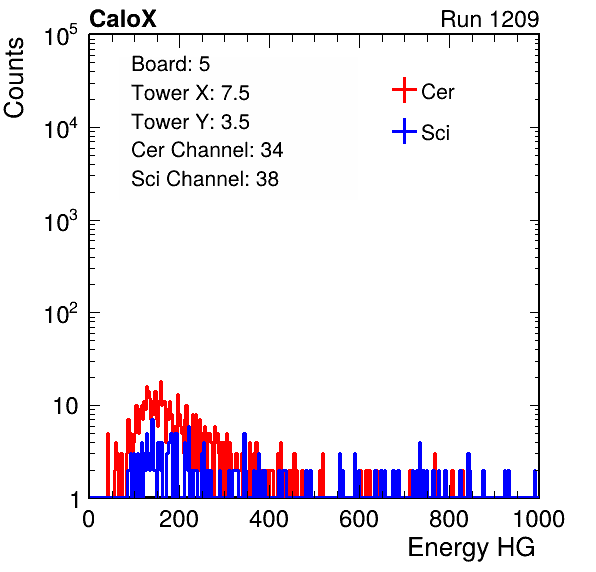 CaloX Run 1209
Counts
10^5
10^4
10^3
10^2
10
1
Board: 5
Tower X: 7.5
Tower Y: 3.5
Cer Channel: 34
Sci Channel: 38
Cer
Sci
0 200 400 600 800 1000
Energy HG